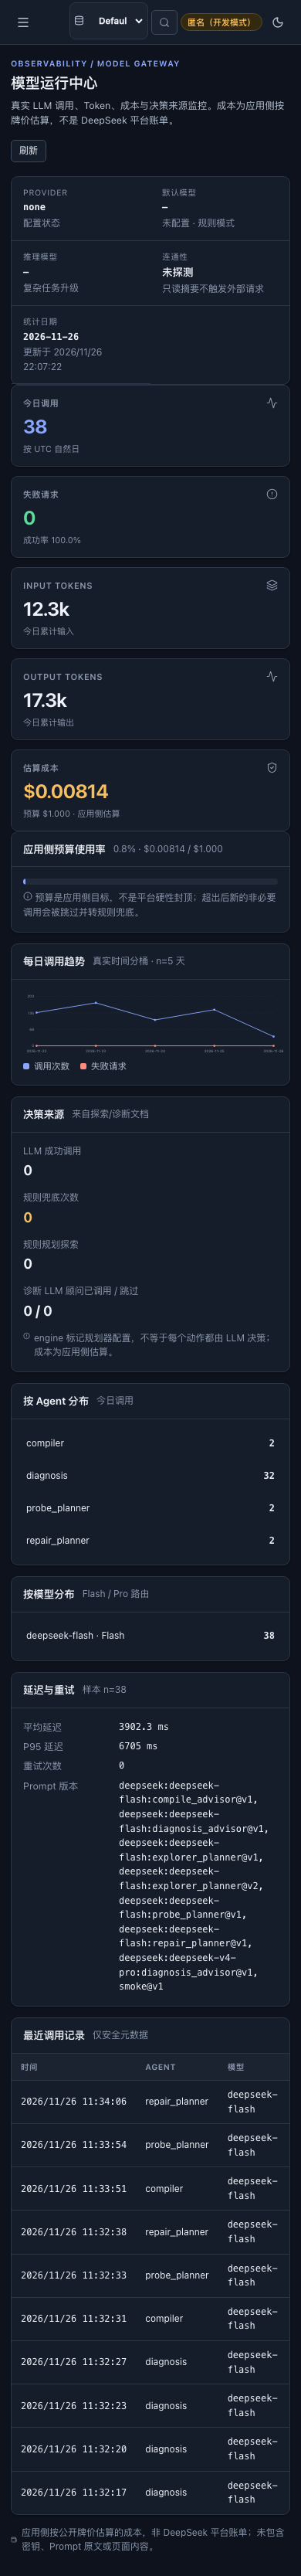 Defaul
匿名（开发模式）
OBSERVABILITY / MODEL GATEWAY
模型运行中心
真实 LLM 调用、Token、成本与决策来源监控。成本为应用侧按
牌价估算，不是 DeepSeek 平台账单。
刷新
PROVIDER
none
配置状态
默认模型
—
未配置 · 规则模式
推理模型
—
复杂任务升级
连通性
未探测
只读摘要不触发外部请求
统计日期
2026-11-26
更新于 2026/11/26
22:07:22
今日调用
38
按 UTC 自然日
失败请求
0
成功率 100.0%
INPUT TOKENS
12.3k
今日累计输入
OUTPUT TOKENS
17.3k
今日累计输出
估算成本
$0.00814
预算 $1.000 · 应用侧估算
应用侧预算使用率 0.8% · $0.00814 / $1.000
预算是应用侧目标，不是平台硬性封顶；超出后新的非必要
调用会被跳过并转规则兜底。
每日调用趋势 真实时间分桶 · n=5 天
调用次数 失败请求
决策来源 来自探索/诊断文档
LLM 成功调用
0
规则兜底次数
0
规则规划探索
0
诊断 LLM 顾问已调用 / 跳过
0 / 0
engine 标记规划器配置，不等于每个动作都由 LLM 决策；
成本为应用侧估算。
按 Agent 分布 今日调用
compiler 2
diagnosis 32
probe_planner 2
repair_planner 2
按模型分布 Flash / Pro 路由
deepseek-flash · Flash 38
延迟与重试 样本 n=38
平均延迟 3902.3 ms
P95 延迟 6705 ms
重试次数 0
Prompt 版本 deepseek:deepseek-
flash:compile_advisor@v1,
deepseek:deepseek-
flash:diagnosis_advisor@v1,
deepseek:deepseek-
flash:explorer_planner@v1,
deepseek:deepseek-
flash:explorer_planner@v2,
deepseek:deepseek-
flash:probe_planner@v1,
deepseek:deepseek-
flash:repair_planner@v1,
deepseek:deepseek-v4-
pro:diagnosis_advisor@v1,
smoke@v1
最近调用记录 仅安全元数据
时间 AGENT 模型
2026/11/26 11:34:06 repair_planner deepseek-
flash
2026/11/26 11:33:54 probe_planner deepseek-
flash
2026/11/26 11:33:51 compiler deepseek-
flash
2026/11/26 11:32:38 repair_planner deepseek-
flash
2026/11/26 11:32:33 probe_planner deepseek-
flash
2026/11/26 11:32:31 compiler deepseek-
flash
2026/11/26 11:32:27 diagnosis deepseek-
flash
2026/11/26 11:32:23 diagnosis deepseek-
flash
2026/11/26 11:32:20 diagnosis deepseek-
flash
2026/11/26 11:32:17 diagnosis deepseek-
flash
应用侧按公开牌价估算的成本，非 DeepSeek 平台账单；未包含
密钥、Prompt 原文或页面内容。